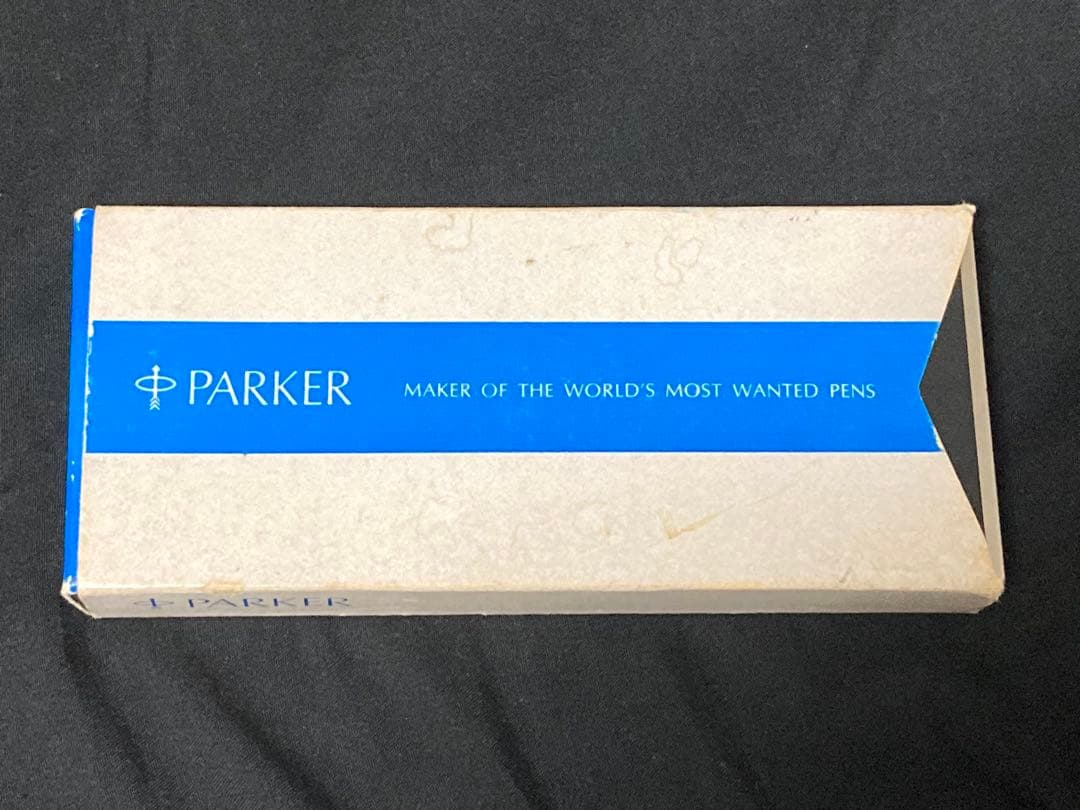 PARKER MAKER OF THE WORLD'S MOST WANTED PENS
PARKER